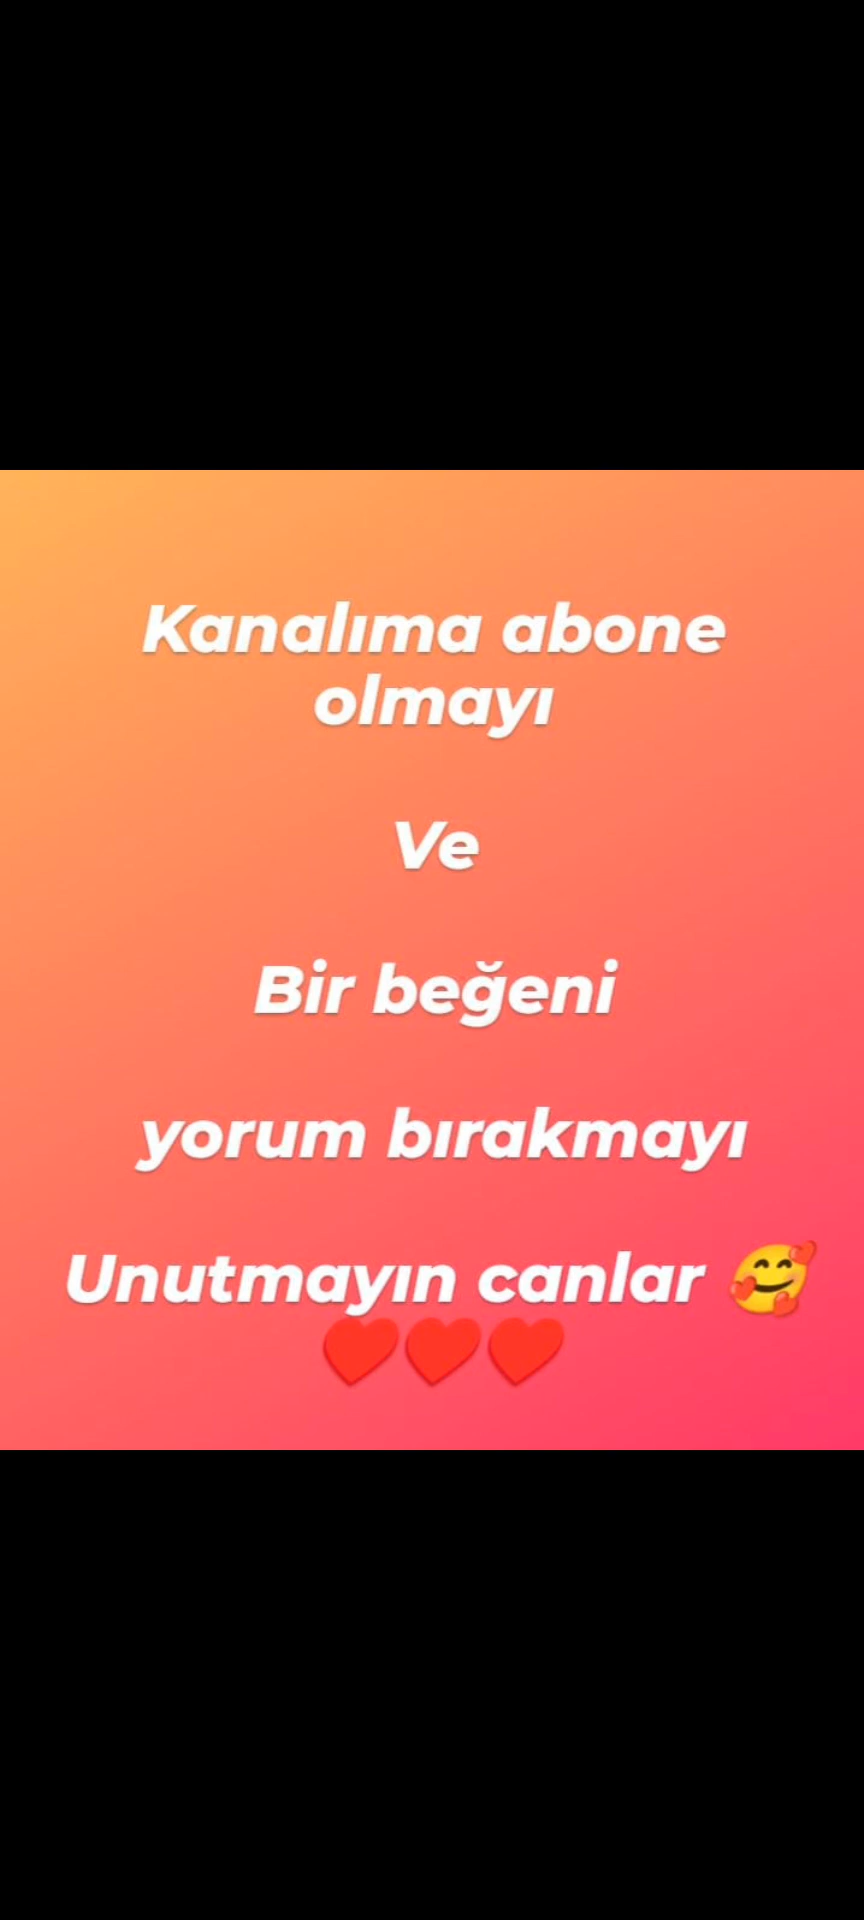 Kanalıma abone
olmayı
Ve
Bir beğeni
yorum bırakmayı
Unutmayın canlar 🥰
♥️♥️♥️